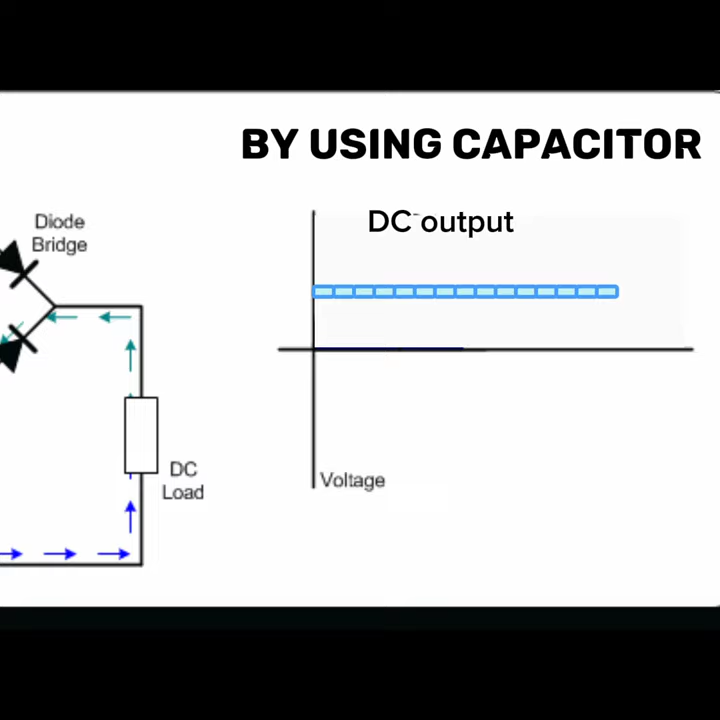 BY USING CAPACITOR
Diode
Bridge
DC output
DC
Load
Voltage